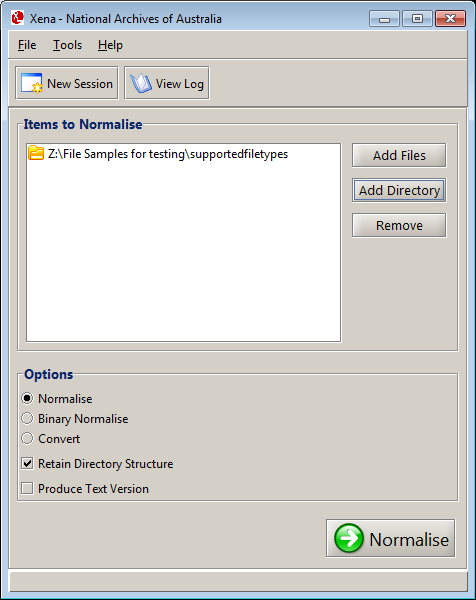 Xena - National Archives of Australia
File Tools Help
New Session View Log
Items to Normalise
Z:\File Samples for testing\supportedfiletypes
Add Files
Add Directory
Remove
Options
Normalise
Binary Normalise
Convert
Retain Directory Structure
Produce Text Version
Normalise